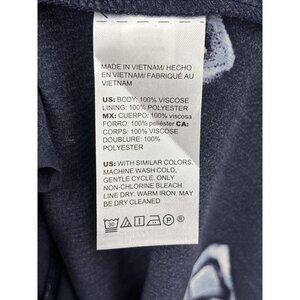 MADE IN VIETNAM/ HECHO
EN VIETNAM/ FABRIQUÉ AU
VIETNAM
US: BODY: 100% VISCOSE
LINING: 100% POLYESTER
MX: CUERPO: 100% viscosa
FORRO: 100% poliéster CA:
CORPS: 100% VISCOSE
DOUBLURE: 100%
POLYESTER
US: WITH SIMILAR COLORS.
MACHINE WASH COLD,
GENTLE CYCLE. ONLY
NON-CHLORINE BLEACH.
LINE DRY. WARM IRON. MAY
BE DRY CLEANED
30
P